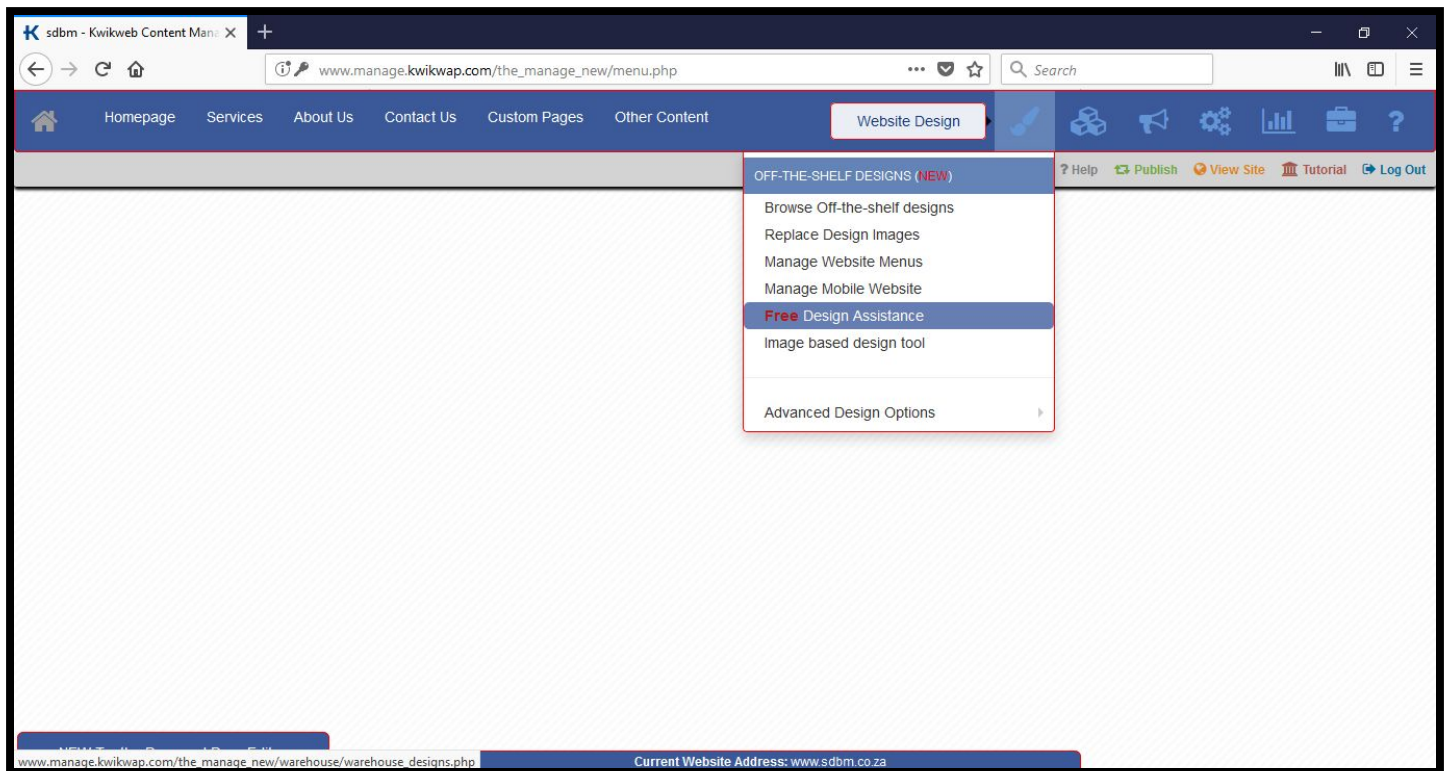 sdbm - Kwikweb Content Mana
www.manage.kwikwap.com/the_manage_new/menu.php
Search
Homepage Services About Us Contact Us Custom Pages Other Content Website Design ?
OFF-THE-SHELF DESIGNS (NEW)
? Help Publish View Site Tutorial Log Out
Browse Off-the-shelf designs
Replace Design Images
Manage Website Menus
Manage Mobile Website
Free Design Assistance
Image based design tool
Advanced Design Options
www.manage.kwikwap.com/the_manage_new/warehouse/warehouse_designs.php
Current Website Address: www.sdbm.co.za